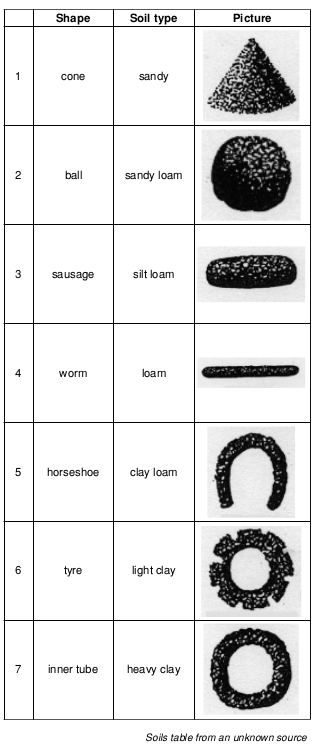 Shape Soil type Picture
1 cone sandy
2 ball sandy loam
3 sausage silt loam
4 worm loam
5 horseshoe clay loam
6 tyre light clay
7 inner tube heavy clay
Soils table from an unknown source